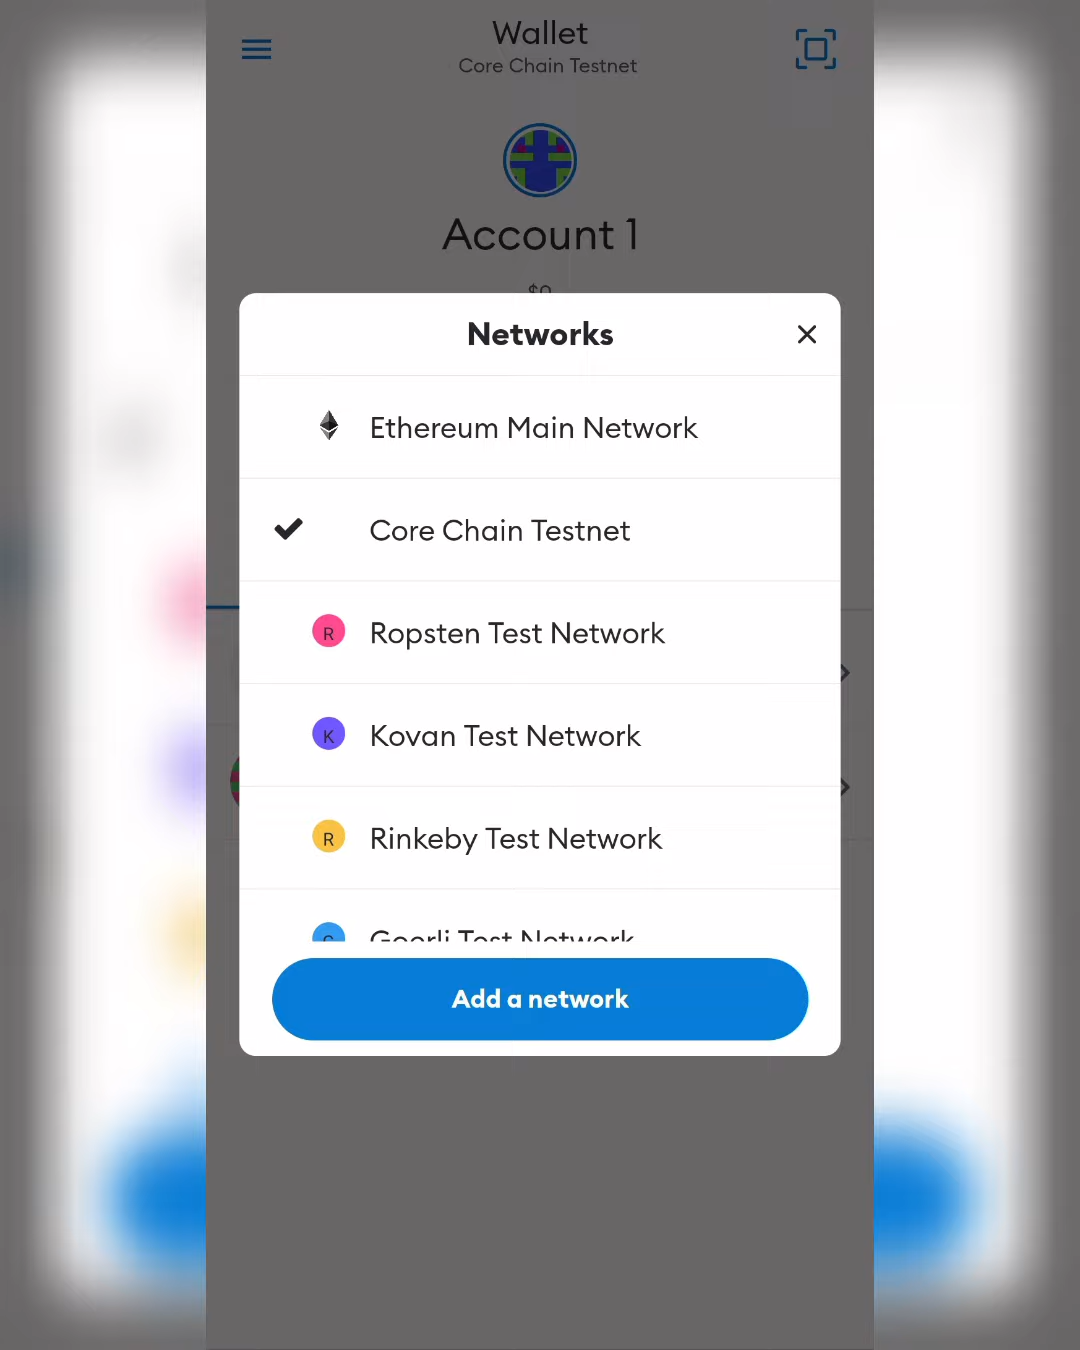 Wallet
Core Chain Testnet
Account 1
$0
Networks
Ethereum Main Network
Core Chain Testnet
R Ropsten Test Network
K Kovan Test Network
R Rinkeby Test Network
G Goerli Test Network
Add a network